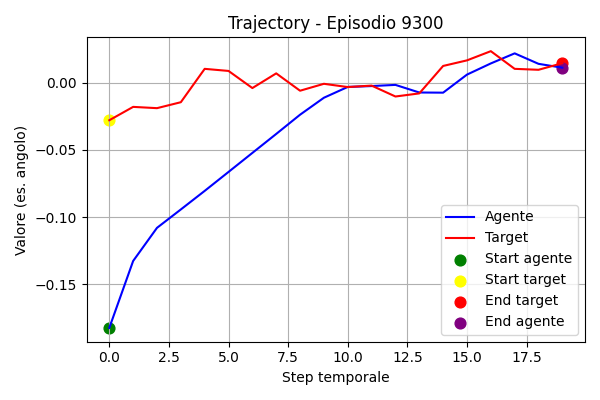 Trajectory - Episodio 9300
Valore (es. angolo)
0.00
−0.05
−0.10
−0.15
Agente
Target
Start agente
Start target
End target
End agente
0.0 2.5 5.0 7.5 10.0 12.5 15.0 17.5
Step temporale